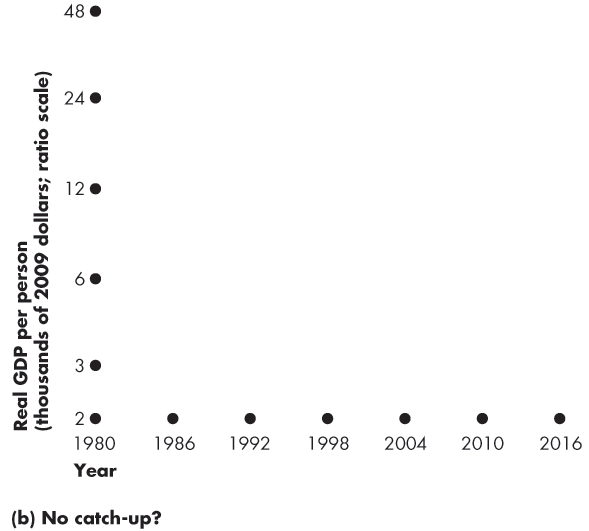 48
24
12
6
3
2
Real GDP per person
(thousands of 2009 dollars; ratio scale)
1980 1986 1992 1998 2004 2010 2016
Year
(b) No catch-up?